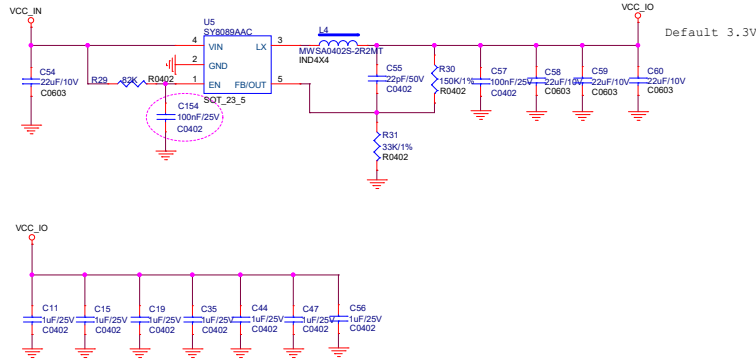 VCC_IN
VCC_IO
Default 3.3V
U5
SY8089AAC
L4
MWSA0402S-2R2MT
IND4X4
4
VIN
LX
3
2
GND
1
EN
FB/OUT
5
SOT_23_5
C54
22uF/10V
C0603
R29
82K
R0402
C154
100nF/25V
C0402
C55
22pF/50V
C0402
R30
150K/1%
R0402
C57
100nF/25V
C0402
C58
22uF/10V
C0603
C59
22uF/10V
C0603
C60
22uF/10V
C0603
R31
33K/1%
R0402
VCC_IO
C11
1uF/25V
C0402
C15
1uF/25V
C0402
C19
1uF/25V
C0402
C35
1uF/25V
C0402
C44
1uF/25V
C0402
C47
1uF/25V
C0402
C56
1uF/25V
C0402